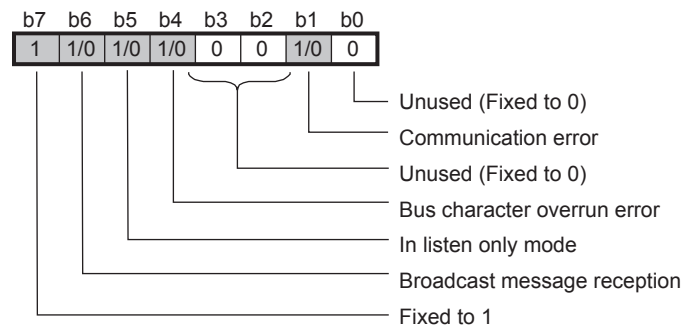 b7 b6 b5 b4 b3 b2 b1 b0
1 1/0 1/0 1/0 0 0 1/0 0
Unused (Fixed to 0)
Communication error
Unused (Fixed to 0)
Bus character overrun error
In listen only mode
Broadcast message reception
Fixed to 1